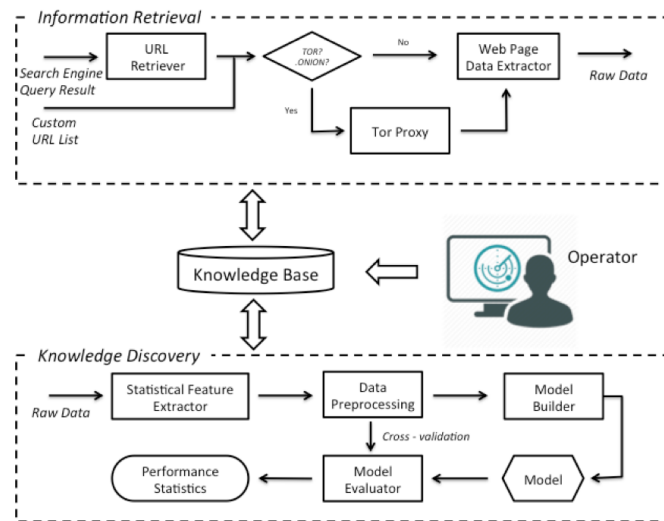 Information Retrieval
URL
Retriever
TOR?
.ONION?
No
Web Page
Data Extractor
Search Engine
Query Result
Raw Data
Custom
URL List
Yes
Tor Proxy
Knowledge Base
Operator
Knowledge Discovery
Raw Data
Statistical Feature
Extractor
Data
Preprocessing
Model
Builder
Cross - validation
Performance
Statistics
Model
Evaluator
Model